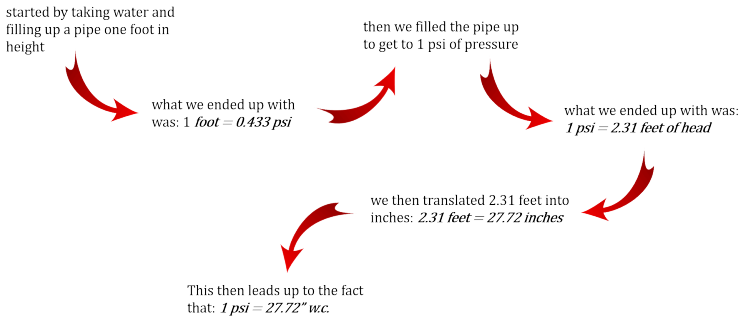 started by taking water and
filling up a pipe one foot in
height
what we ended up with
was: 1 foot = 0.433 psi
then we filled the pipe up
to get to 1 psi of pressure
what we ended up with was:
1 psi = 2.31 feet of head
we then translated 2.31 feet into
inches: 2.31 feet = 27.72 inches
This then leads up to the fact
that: 1 psi = 27.72" w.c.